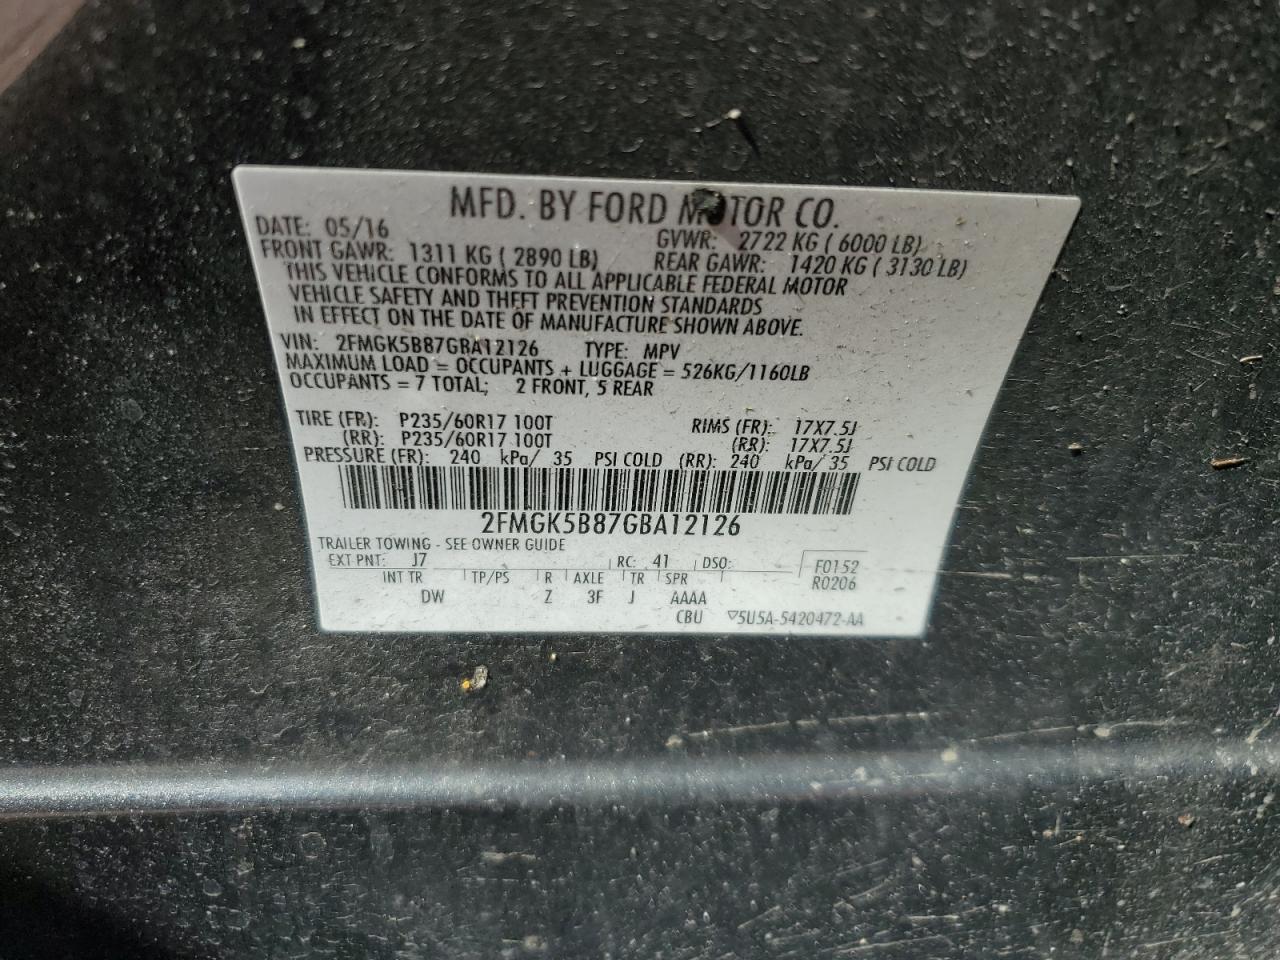 MFD. BY FORD MOTOR CO.
DATE: 05/16 GVWR: 2722 KG ( 6000 LB)
FRONT GAWR: 1311 KG ( 2890 LB) REAR GAWR: 1420 KG ( 3130 LB)
THIS VEHICLE CONFORMS TO ALL APPLICABLE FEDERAL MOTOR
VEHICLE SAFETY AND THEFT PREVENTION STANDARDS
IN EFFECT ON THE DATE OF MANUFACTURE SHOWN ABOVE.
VIN: 2FMGK5B87GBA12126 TYPE: MPV
MAXIMUM LOAD = OCCUPANTS + LUGGAGE = 526KG/1160LB
OCCUPANTS = 7 TOTAL; 2 FRONT, 5 REAR
TIRE (FR): P235/60R17 100T RIMS (FR): 17X7.5J
(RR): P235/60R17 100T (RR): 17X7.5J
PRESSURE (FR): 240 kPa/ 35 PSI COLD (RR): 240 kPa/ 35 PSI COLD
2FMGK5B87GBA12126
TRAILER TOWING - SEE OWNER GUIDE
EXT PNT: J7 RC: 41 DSO: F0152
INT TR TP/PS R AXLE TR SPR R0206
DW Z 3F J AAAA
CBU ▽5U5A-5420472-AA